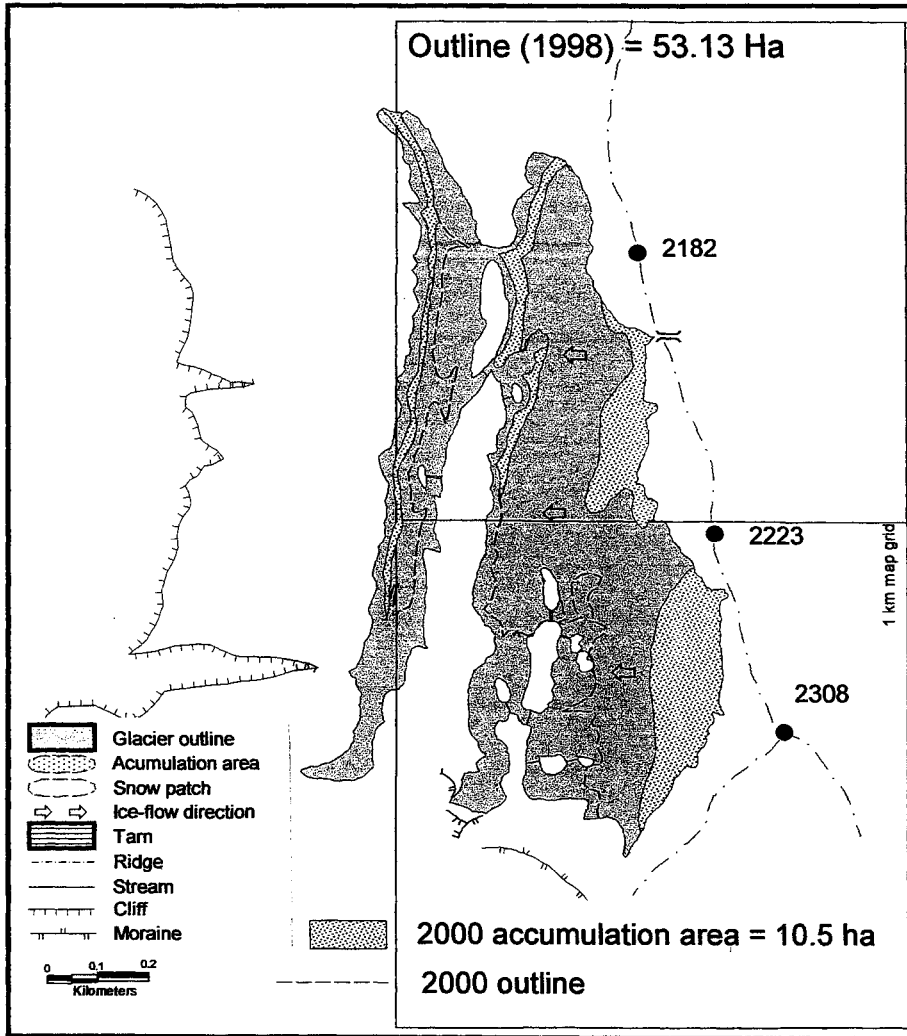 Outline (1998) = 53.13 Ha
2182
2223
1 km map grid
2308
Glacier outline
Acumulation area
Snow patch
Ice-flow direction
Tarn
Ridge
Stream
Cliff
Moraine
0 0.1 0.2
Kilometers
2000 accumulation area = 10.5 ha
2000 outline